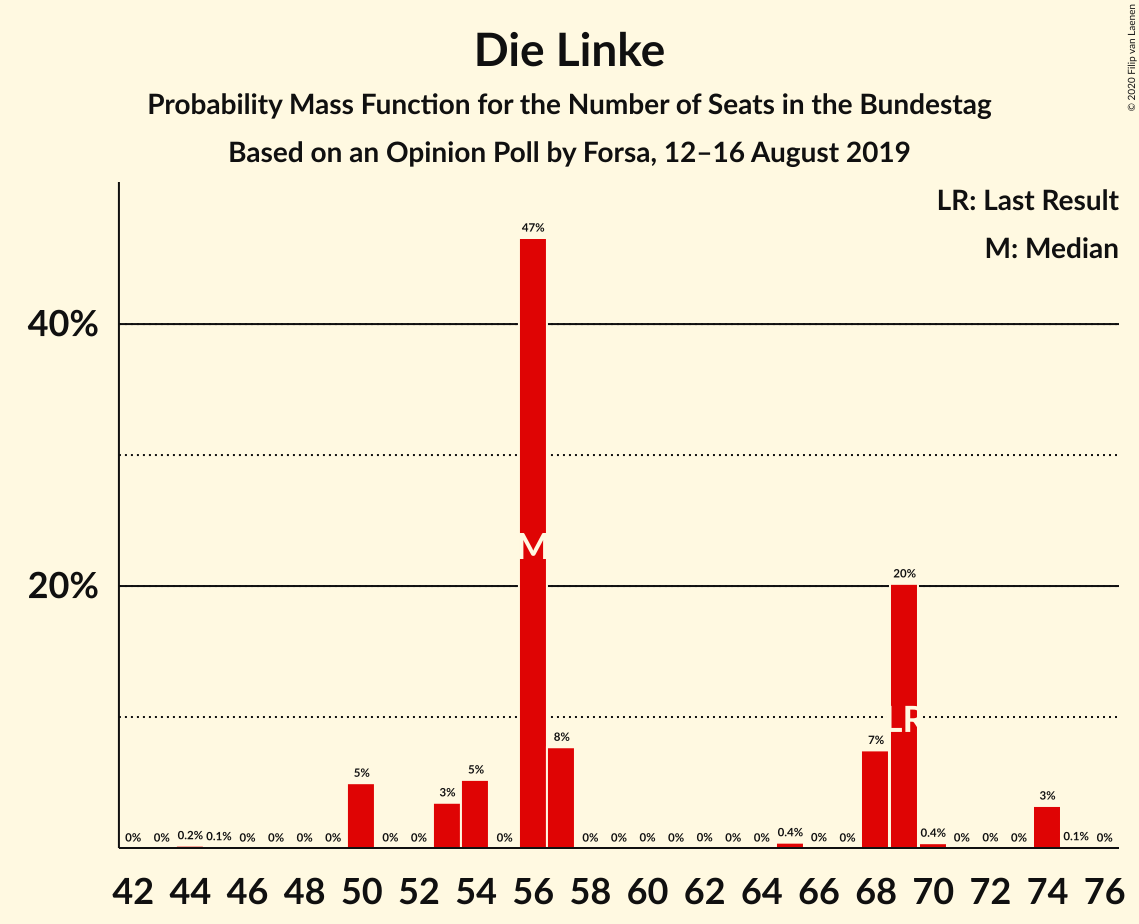 Die Linke
Probability Mass Function for the Number of Seats in the Bundestag
Based on an Opinion Poll by Forsa, 12–16 August 2019
© 2020 Filip van Laenen
LR: Last Result
M: Median
47%
40%
M
20%
20%
LR
8%
7%
5%
5%
3%
3%
0% 0% 0.2% 0.1% 0% 0% 0% 0% 0% 0% 0% 0% 0% 0% 0% 0% 0% 0% 0.4% 0% 0% 0.4% 0% 0% 0% 0.1% 0%
42 44 46 48 50 52 54 56 58 60 62 64 66 68 70 72 74 76